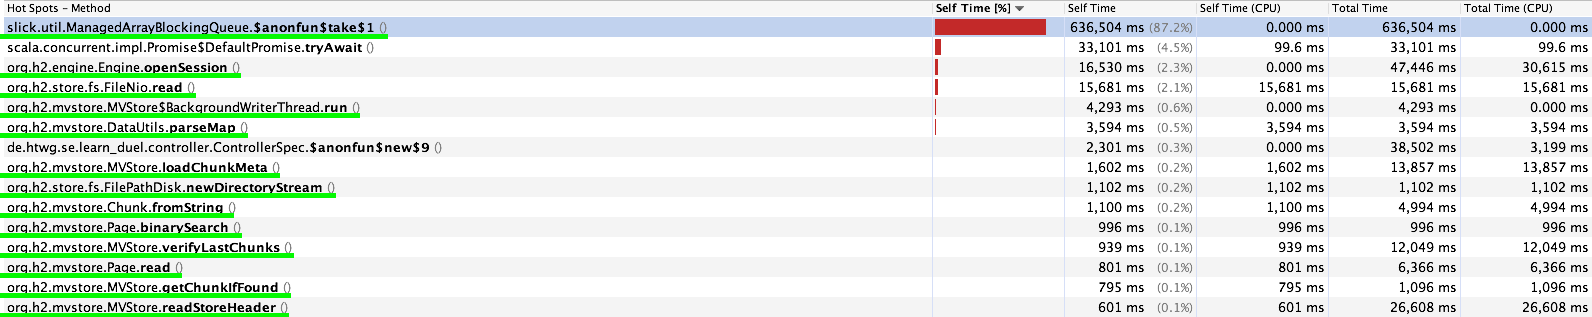 Hot Spots – Method Self Time [%] Self Time Self Time (CPU) Total Time Total Time (CPU)
slick.util.ManagedArrayBlockingQueue.$anonfun$take$1 () 636,504 ms (87.2%) 0.000 ms 636,504 ms 0.000 ms
scala.concurrent.impl.Promise$DefaultPromise.tryAwait () 33,101 ms (4.5%) 99.6 ms 33,101 ms 99.6 ms
org.h2.engine.Engine.openSession () 16,530 ms (2.3%) 0.000 ms 47,446 ms 30,615 ms
org.h2.store.fs.FileNio.read () 15,681 ms (2.1%) 15,681 ms 15,681 ms 15,681 ms
org.h2.mvstore.MVStore$BackgroundWriterThread.run () 4,293 ms (0.6%) 0.000 ms 4,293 ms 0.000 ms
org.h2.mvstore.DataUtils.parseMap () 3,594 ms (0.5%) 3,594 ms 3,594 ms 3,594 ms
de.htwg.se.learn_duel.controller.ControllerSpec.$anonfun$new$9 () 2,301 ms (0.3%) 0.000 ms 38,502 ms 3,199 ms
org.h2.mvstore.MVStore.loadChunkMeta () 1,602 ms (0.2%) 1,602 ms 13,857 ms 13,857 ms
org.h2.store.fs.FilePathDisk.newDirectoryStream () 1,102 ms (0.2%) 1,102 ms 1,102 ms 1,102 ms
org.h2.mvstore.Chunk.fromString () 1,100 ms (0.2%) 1,100 ms 4,994 ms 4,994 ms
org.h2.mvstore.Page.binarySearch () 996 ms (0.1%) 996 ms 996 ms 996 ms
org.h2.mvstore.MVStore.verifyLastChunks () 939 ms (0.1%) 939 ms 12,049 ms 12,049 ms
org.h2.mvstore.Page.read () 801 ms (0.1%) 801 ms 6,366 ms 6,366 ms
org.h2.mvstore.MVStore.getChunkIfFound () 795 ms (0.1%) 795 ms 1,096 ms 1,096 ms
org.h2.mvstore.MVStore.readStoreHeader () 601 ms (0.1%) 601 ms 26,608 ms 26,608 ms